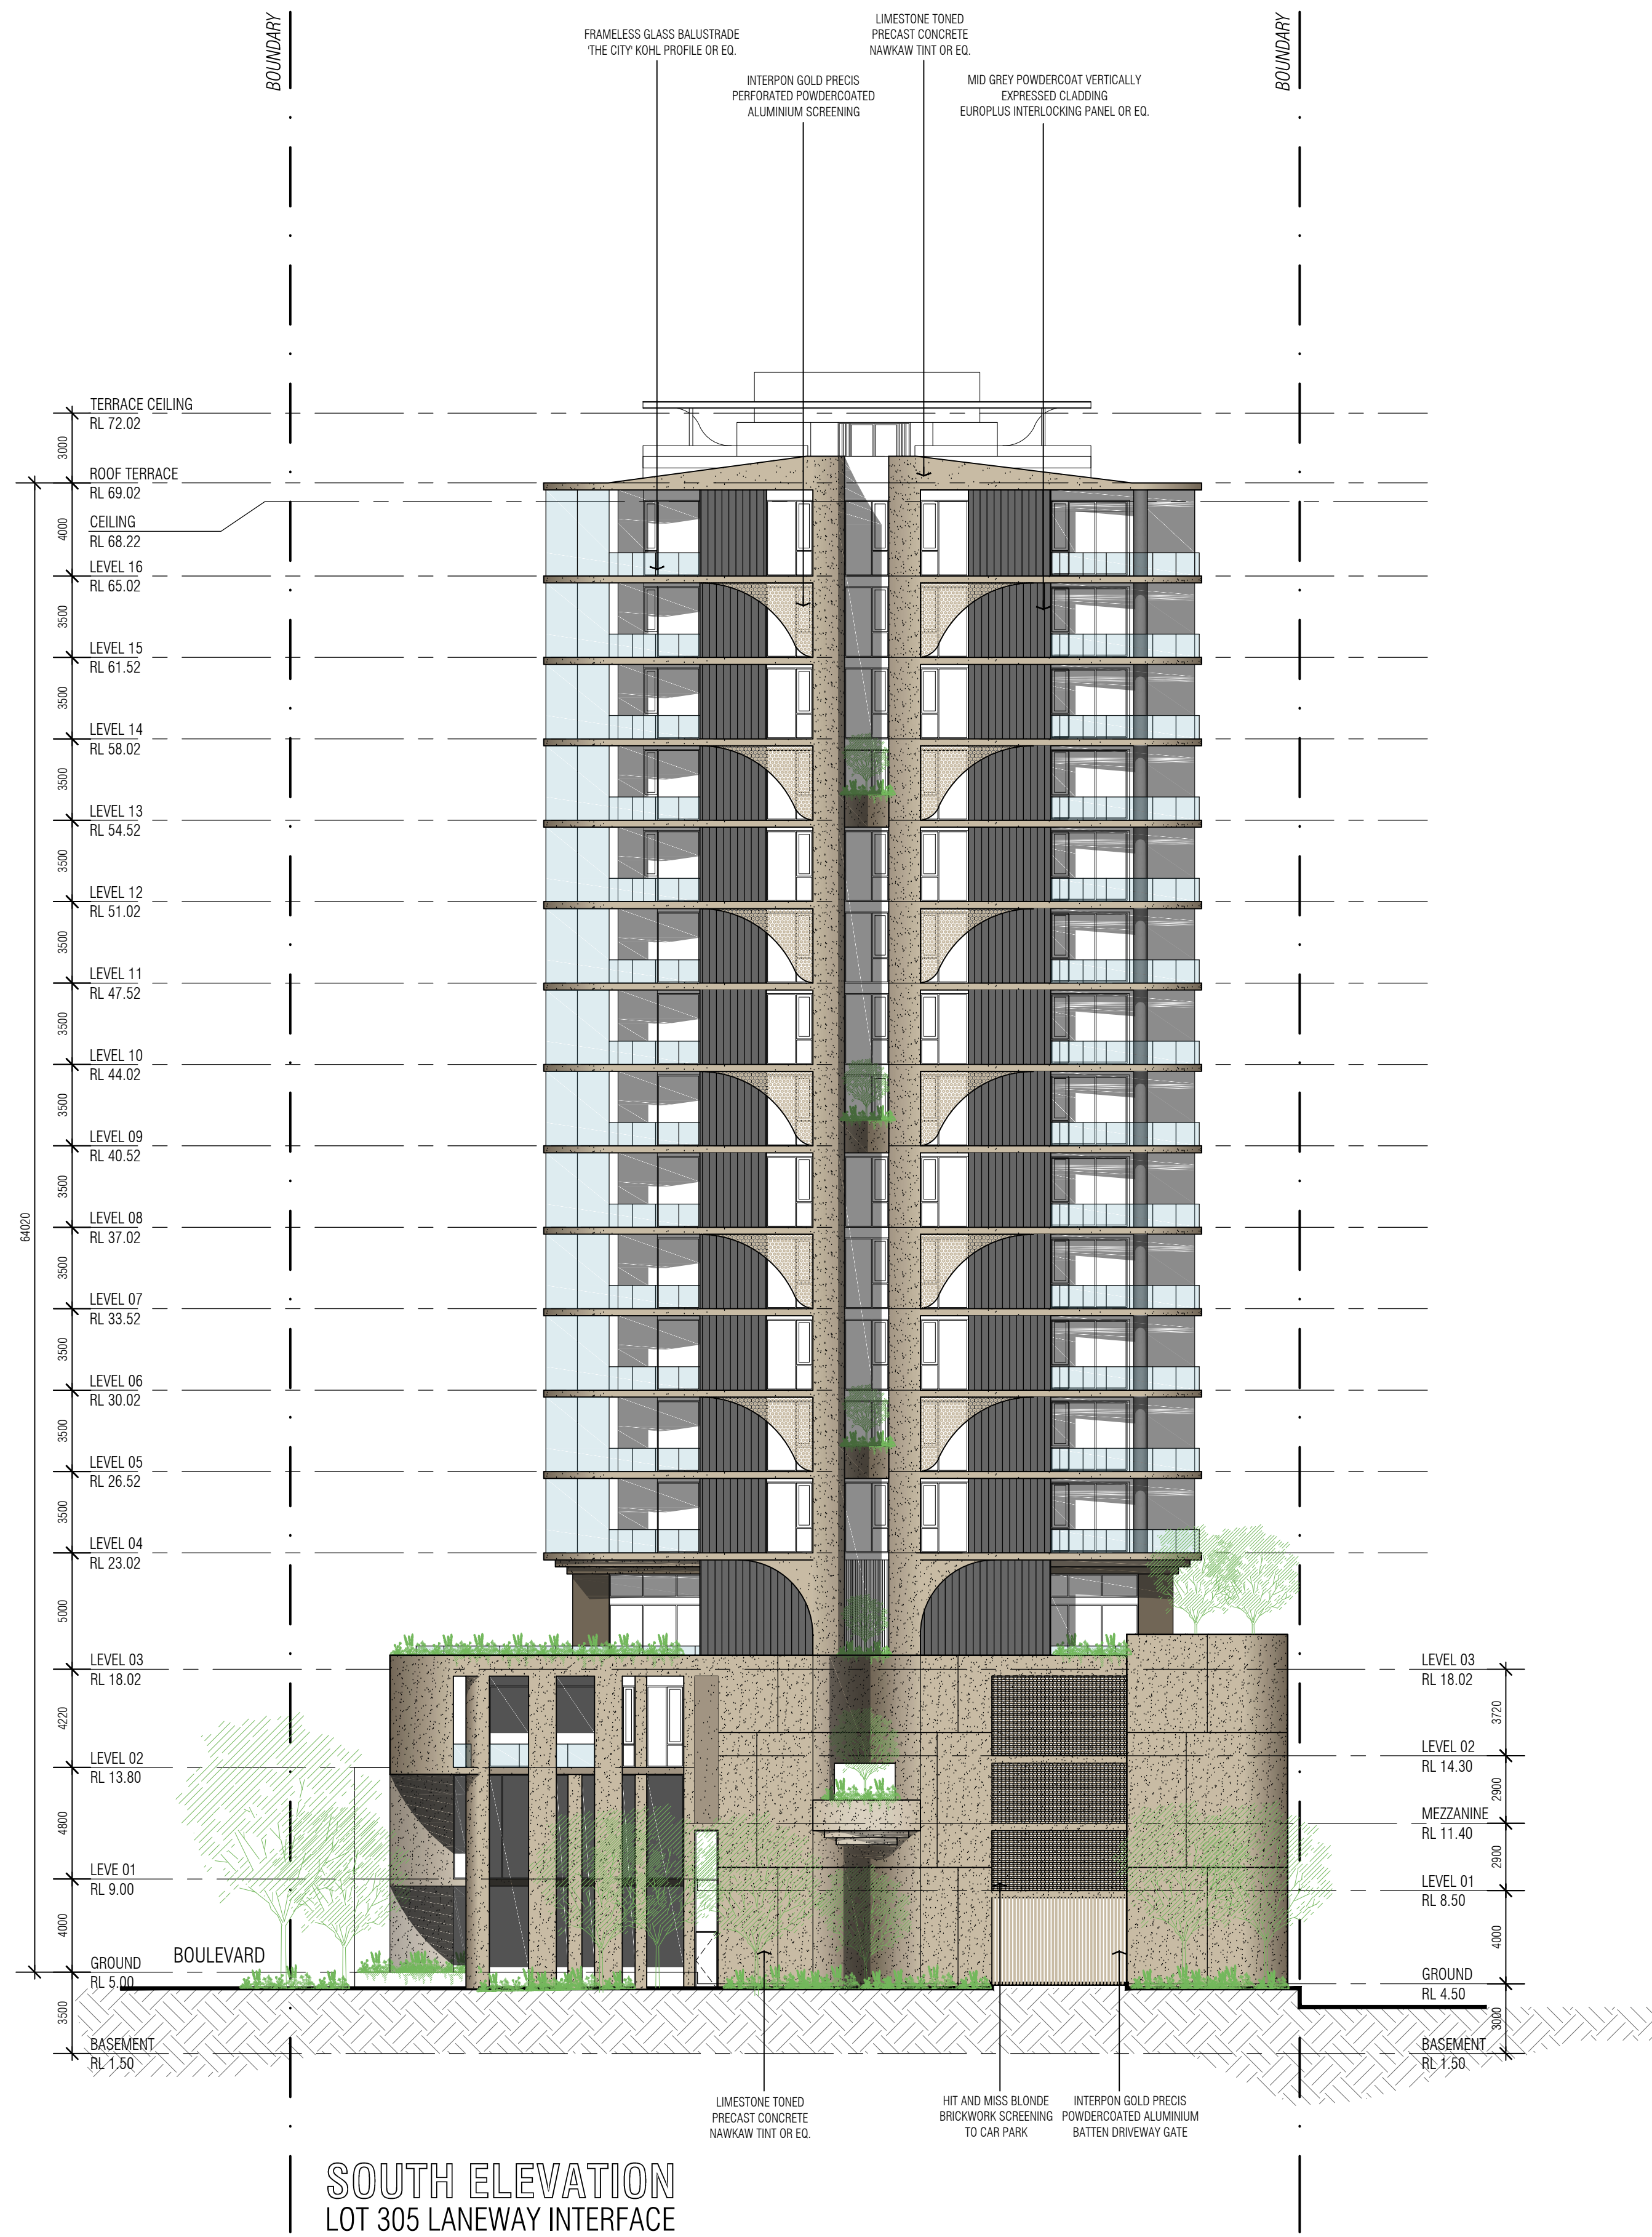 BOUNDARY
BOUNDARY
FRAMELESS GLASS BALUSTRADE
'THE CITY' KOHL PROFILE OR EQ.
INTERPON GOLD PRECIS
PERFORATED POWDERCOATED
ALUMINIUM SCREENING
LIMESTONE TONED
PRECAST CONCRETE
NAWKAW TINT OR EQ.
MID GREY POWDERCOAT VERTICALLY
EXPRESSED CLADDING
EUROPLUS INTERLOCKING PANEL OR EQ.
TERRACE CEILING
RL 72.02
3000
ROOF TERRACE
RL 69.02
4000
CEILING
RL 68.22
LEVEL 16
RL 65.02
3500
LEVEL 15
RL 61.52
3500
LEVEL 14
RL 58.02
3500
LEVEL 13
RL 54.52
3500
LEVEL 12
RL 51.02
3500
LEVEL 11
RL 47.52
3500
LEVEL 10
RL 44.02
3500
LEVEL 09
RL 40.52
3500
LEVEL 08
RL 37.02
64020
3500
LEVEL 07
RL 33.52
3500
LEVEL 06
RL 30.02
3500
LEVEL 05
RL 26.52
3500
LEVEL 04
RL 23.02
5000
LEVEL 03
RL 18.02
4220
LEVEL 02
RL 13.80
4800
LEVE 01
RL 9.00
4000
BOULEVARD
GROUND
RL 5.00
3500
BASEMENT
RL 1.50
LEVEL 03
RL 18.02
3720
LEVEL 02
RL 14.30
2900
MEZZANINE
RL 11.40
2900
LEVEL 01
RL 8.50
4000
GROUND
RL 4.50
3000
BASEMENT
RL 1.50
LIMESTONE TONED
PRECAST CONCRETE
NAWKAW TINT OR EQ.
HIT AND MISS BLONDE
BRICKWORK SCREENING
TO CAR PARK
INTERPON GOLD PRECIS
POWDERCOATED ALUMINIUM
BATTEN DRIVEWAY GATE
SOUTH ELEVATION
LOT 305 LANEWAY INTERFACE